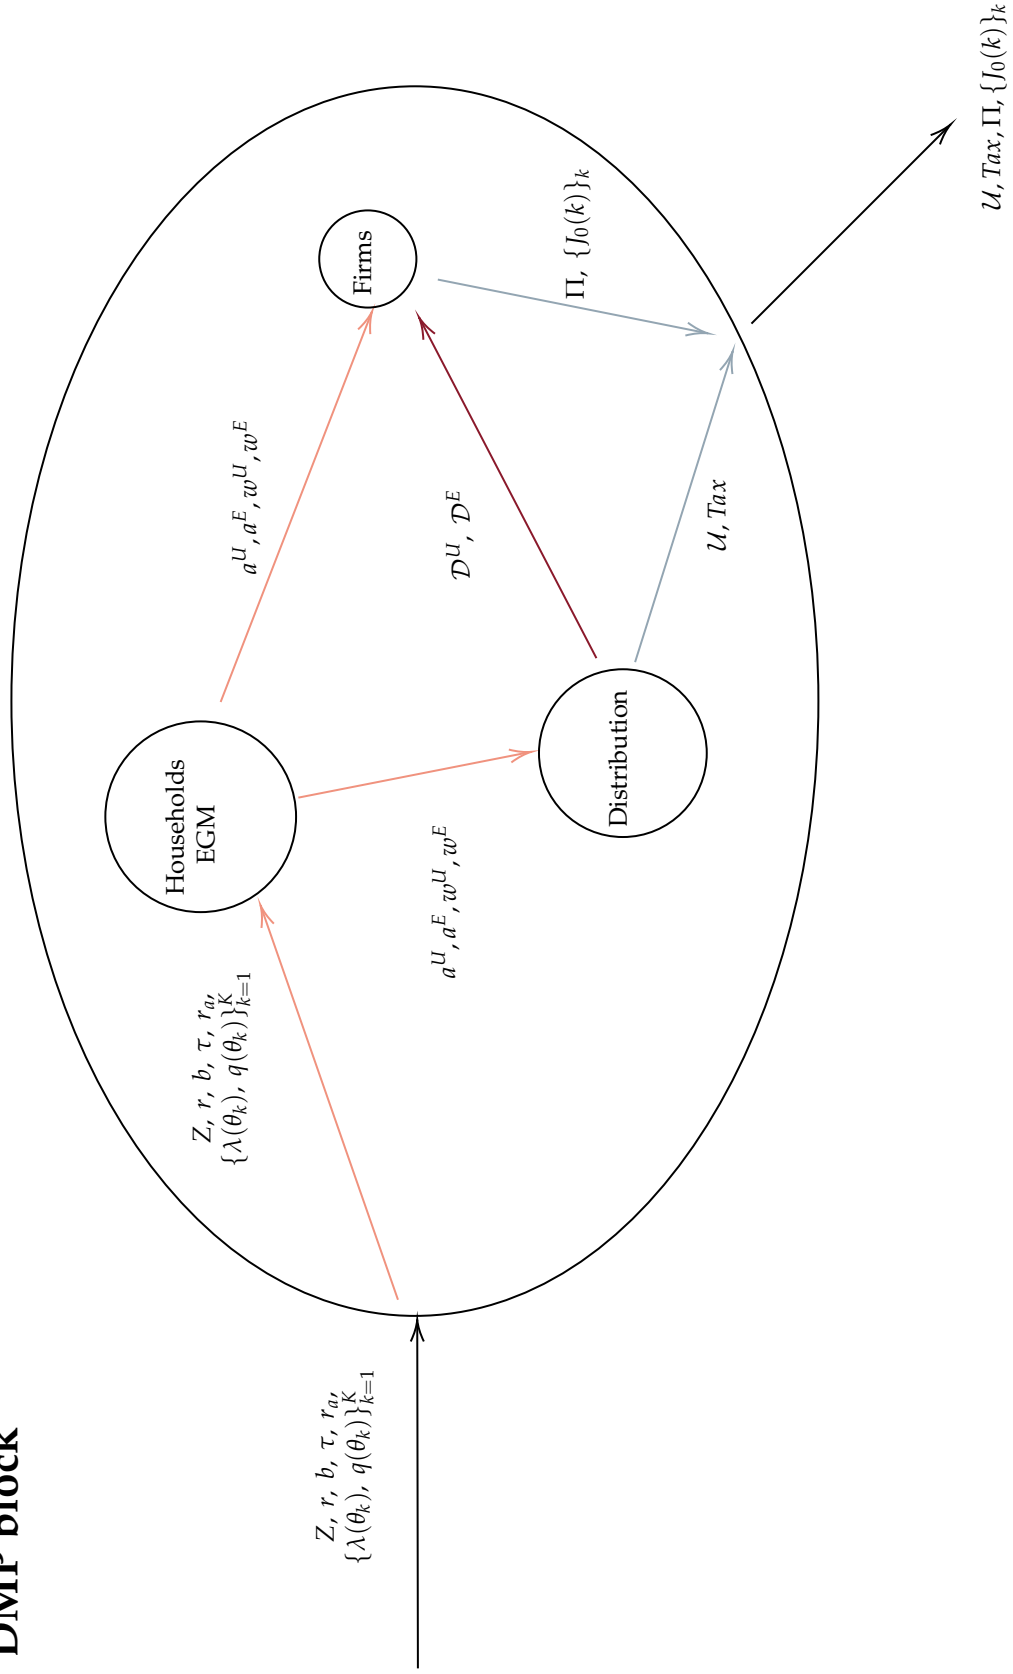 DMP block
Z, r, b, τ, r_a,
{λ(θ_k), q(θ_k)}_{k=1}^K
Z, r, b, τ, r_a,
{λ(θ_k), q(θ_k)}_{k=1}^K
Households
EGM
a^U, a^E, w^U, w^E
a^U, a^E, w^U, w^E
Distribution
𝒟^U, 𝒟^E
Firms
𝒰, Tax
Π, {J_0(k)}_k
𝒰, Tax, Π, {J_0(k)}_k